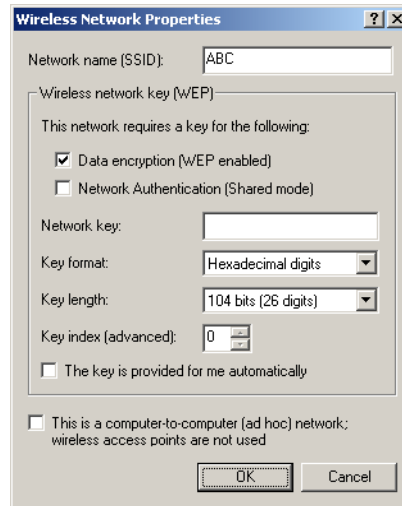 Wireless Network Properties
Network name (SSID): ABC
Wireless network key (WEP)
This network requires a key for the following:
Data encryption (WEP enabled)
Network Authentication (Shared mode)
Network key:
Key format: Hexadecimal digits
Key length: 104 bits (26 digits)
Key index (advanced): 0
The key is provided for me automatically
This is a computer-to-computer (ad hoc) network;
wireless access points are not used
OK Cancel